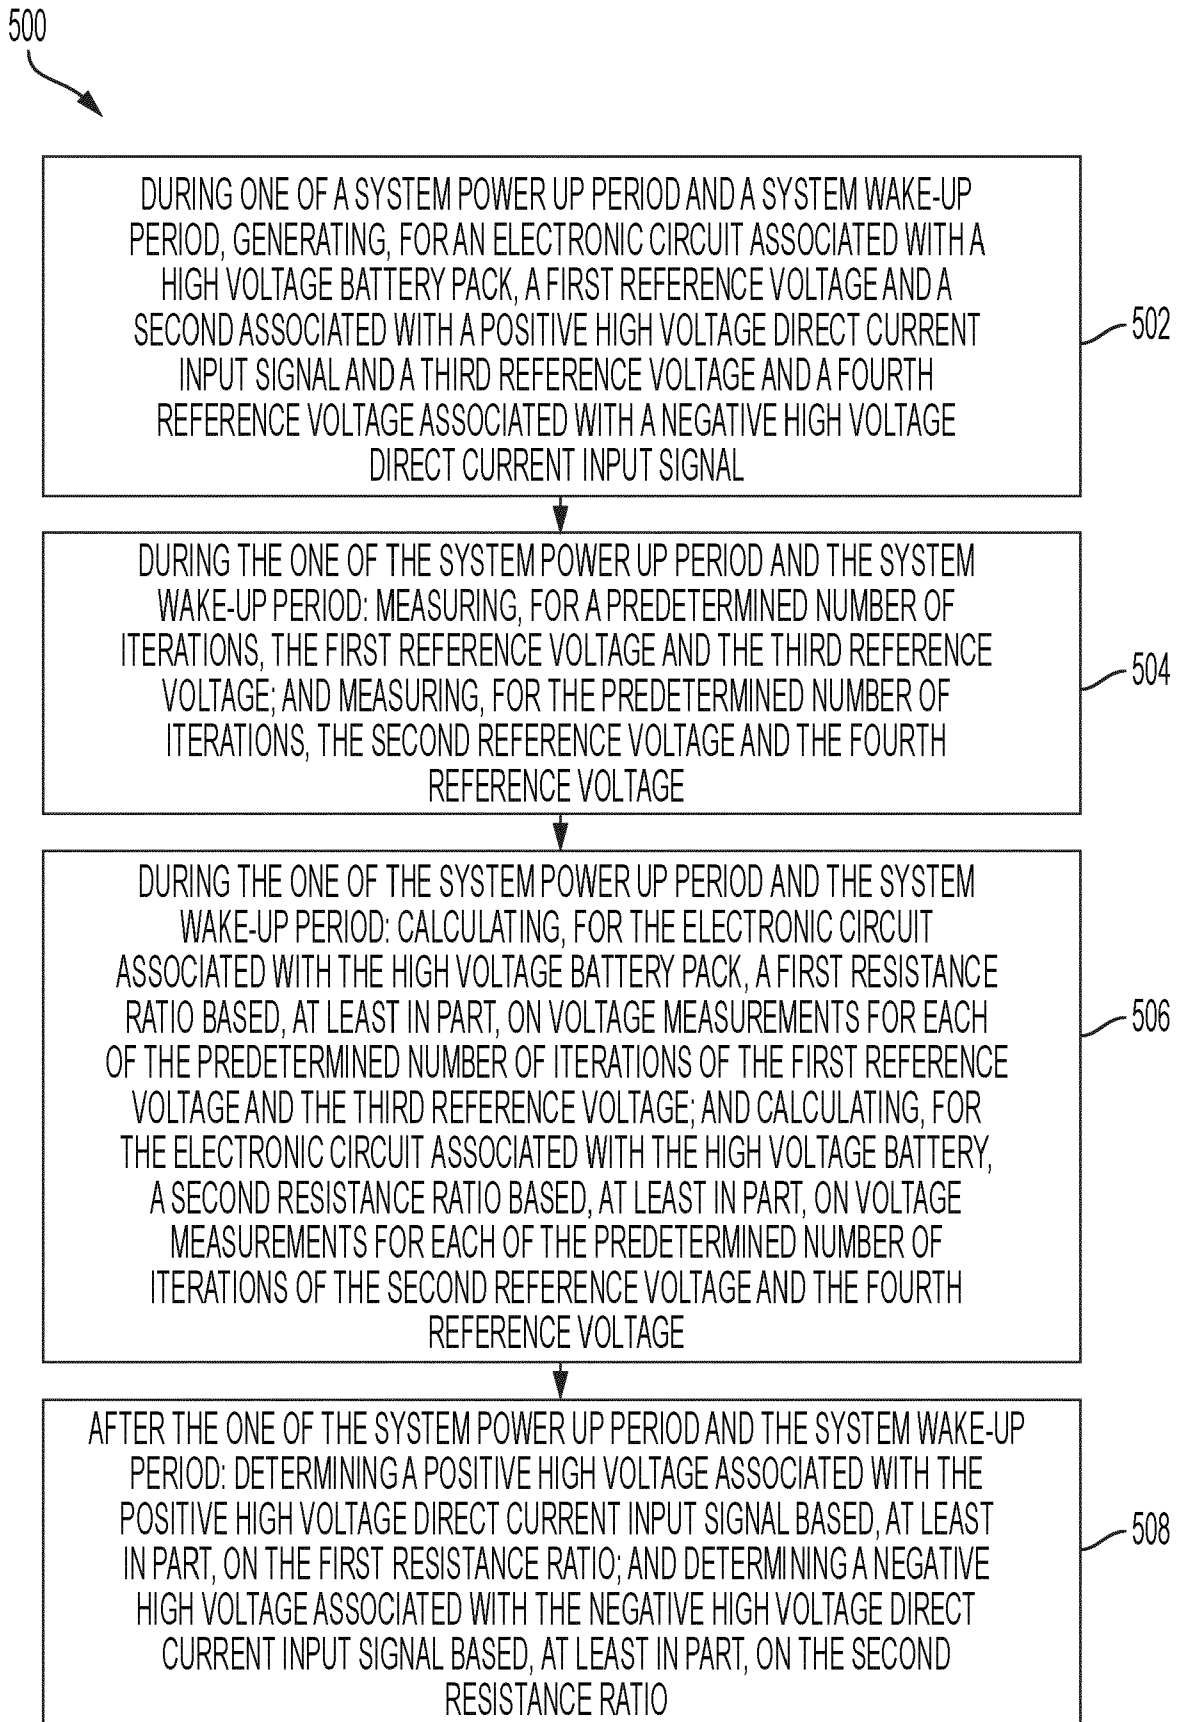 500
DURING ONE OF A SYSTEM POWER UP PERIOD AND A SYSTEM WAKE-UP
PERIOD, GENERATING, FOR AN ELECTRONIC CIRCUIT ASSOCIATED WITH A
HIGH VOLTAGE BATTERY PACK, A FIRST REFERENCE VOLTAGE AND A
SECOND ASSOCIATED WITH A POSITIVE HIGH VOLTAGE DIRECT CURRENT
INPUT SIGNAL AND A THIRD REFERENCE VOLTAGE AND A FOURTH
REFERENCE VOLTAGE ASSOCIATED WITH A NEGATIVE HIGH VOLTAGE
DIRECT CURRENT INPUT SIGNAL
502
DURING THE ONE OF THE SYSTEM POWER UP PERIOD AND THE SYSTEM
WAKE-UP PERIOD: MEASURING, FOR A PREDETERMINED NUMBER OF
ITERATIONS, THE FIRST REFERENCE VOLTAGE AND THE THIRD REFERENCE
VOLTAGE; AND MEASURING, FOR THE PREDETERMINED NUMBER OF
ITERATIONS, THE SECOND REFERENCE VOLTAGE AND THE FOURTH
REFERENCE VOLTAGE
504
DURING THE ONE OF THE SYSTEM POWER UP PERIOD AND THE SYSTEM
WAKE-UP PERIOD: CALCULATING, FOR THE ELECTRONIC CIRCUIT
ASSOCIATED WITH THE HIGH VOLTAGE BATTERY PACK, A FIRST RESISTANCE
RATIO BASED, AT LEAST IN PART, ON VOLTAGE MEASUREMENTS FOR EACH
OF THE PREDETERMINED NUMBER OF ITERATIONS OF THE FIRST REFERENCE
VOLTAGE AND THE THIRD REFERENCE VOLTAGE; AND CALCULATING, FOR
THE ELECTRONIC CIRCUIT ASSOCIATED WITH THE HIGH VOLTAGE BATTERY,
A SECOND RESISTANCE RATIO BASED, AT LEAST IN PART, ON VOLTAGE
MEASUREMENTS FOR EACH OF THE PREDETERMINED NUMBER OF
ITERATIONS OF THE SECOND REFERENCE VOLTAGE AND THE FOURTH
REFERENCE VOLTAGE
506
AFTER THE ONE OF THE SYSTEM POWER UP PERIOD AND THE SYSTEM WAKE-UP
PERIOD: DETERMINING A POSITIVE HIGH VOLTAGE ASSOCIATED WITH THE
POSITIVE HIGH VOLTAGE DIRECT CURRENT INPUT SIGNAL BASED, AT LEAST
IN PART, ON THE FIRST RESISTANCE RATIO; AND DETERMINING A NEGATIVE
HIGH VOLTAGE ASSOCIATED WITH THE NEGATIVE HIGH VOLTAGE DIRECT
CURRENT INPUT SIGNAL BASED, AT LEAST IN PART, ON THE SECOND
RESISTANCE RATIO
508